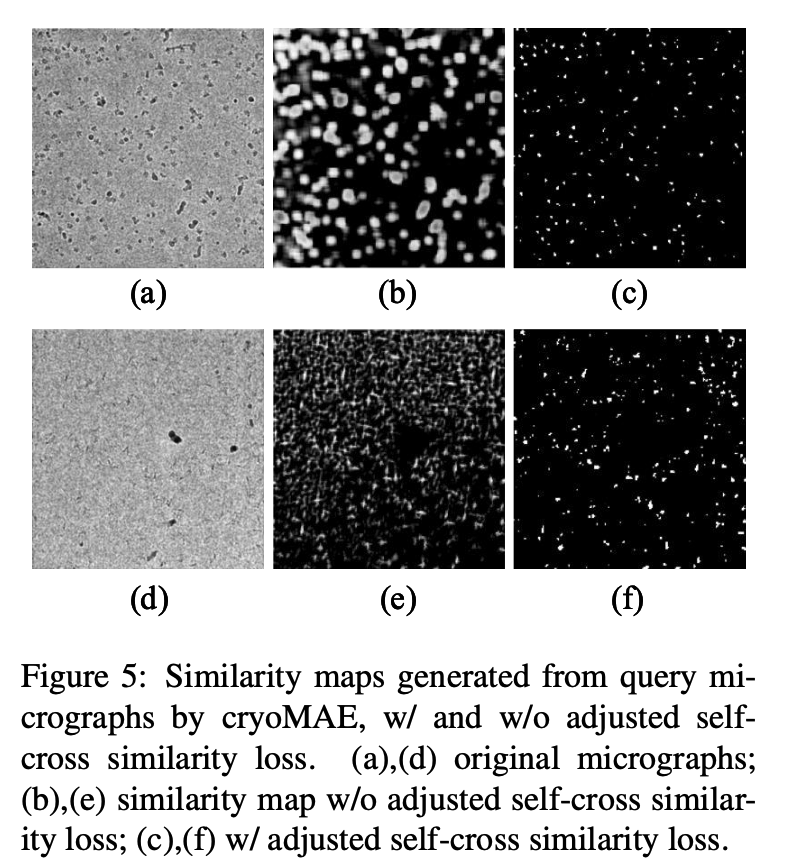 (a) (b) (c)
(d) (e) (f)
Figure 5: Similarity maps generated from query mi-
crographs by cryoMAE, w/ and w/o adjusted self-
cross similarity loss. (a),(d) original micrographs;
(b),(e) similarity map w/o adjusted self-cross similar-
ity loss; (c),(f) w/ adjusted self-cross similarity loss.